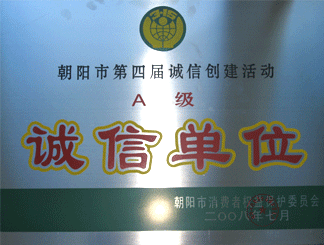 朝阳市第四届诚信创建活动
A 级
诚信单位
朝阳市消费者权益保护委员会
二〇〇八年七月